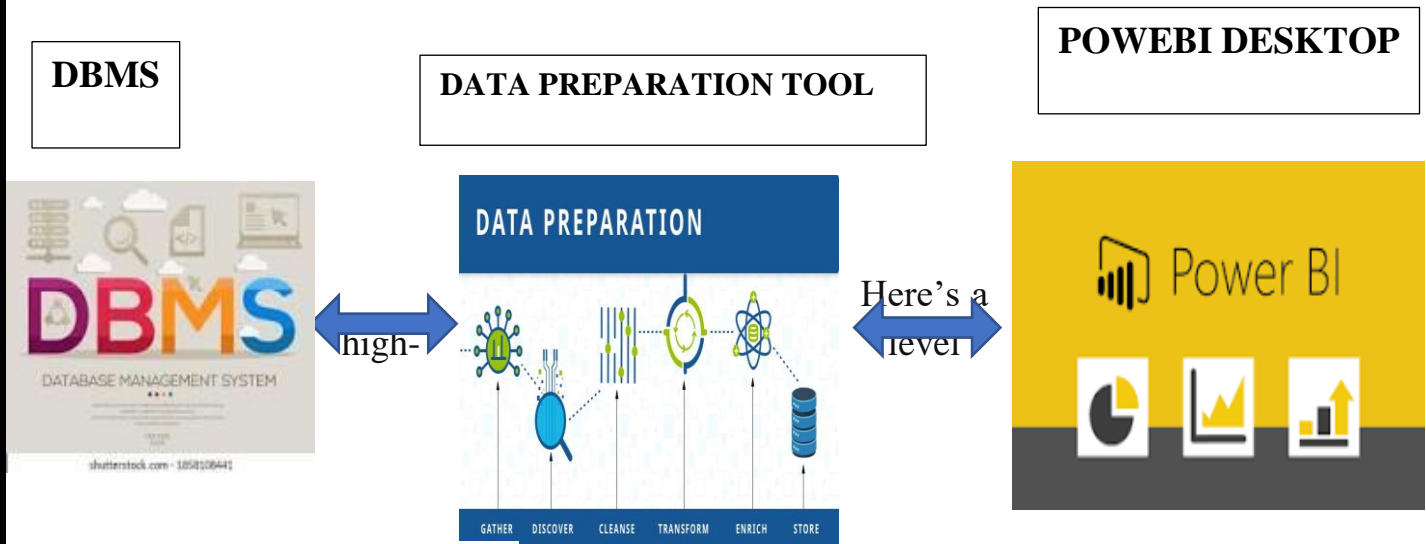 DBMS
DATA PREPARATION TOOL
POWEBI DESKTOP
DBMS
DATABASE MANAGEMENT SYSTEM
shutterstock.com - 1858108441
high-
DATA PREPARATION
GATHER DISCOVER CLEANSE TRANSFORM ENRICH STORE
Here’s a
level
Power BI